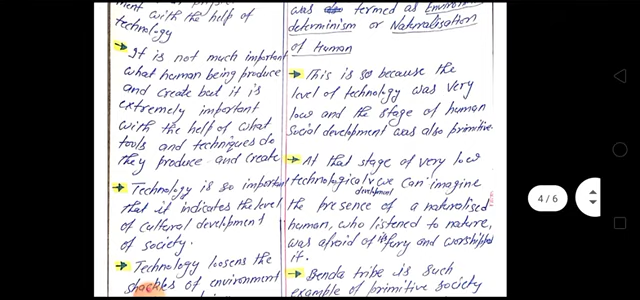 ment with the help of
technology
It is not much important
what human being produce
and create but it is
extremely important
with the help of what
tools and techniques do
they produce and create
Technology is so important
that it indicates the level
of cultural development
of society.
Technology loosens the
shackles of environment
was termed as
determinism or Naturalisation
of Human
This is so because the
level of technology was very
low and the stage of human
social development was also primitive.
At that stage of very low
technological development we can imagine
the presence of a naturalised
human, who listened to nature,
was afraid of its fury and worshipped
it.
Benda tribe is such
example of primitive society
4/6